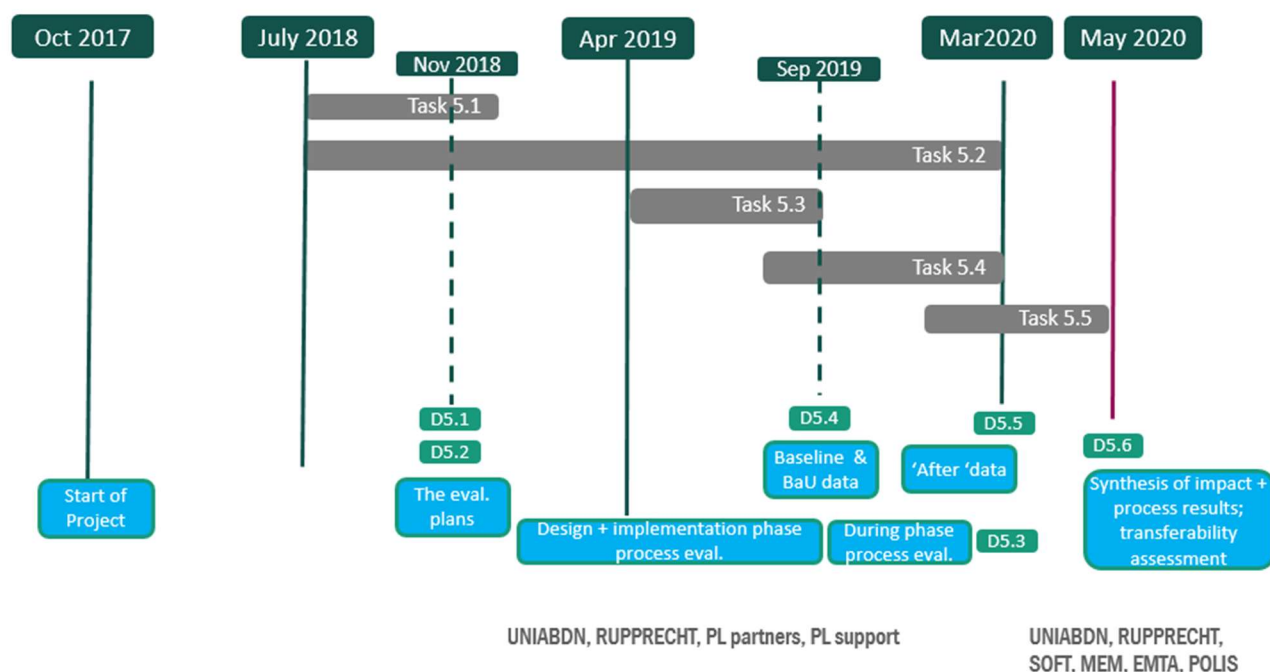 Oct 2017
July 2018
Nov 2018
Apr 2019
Sep 2019
Mar2020
May 2020
Task 5.1
Task 5.2
Task 5.3
Task 5.4
Task 5.5
D5.1
D5.2
The eval.
plans
D5.4
Baseline &
BaU data
D5.5
‘After ‘data
D5.6
Synthesis of impact +
process results;
transferability
assessment
Start of
Project
Design + implementation phase
process eval.
During phase
process eval.
D5.3
UNIABDN, RUPPRECHT, PL partners, PL support
UNIABDN, RUPPRECHT,
SOFT, MEM, EMTA, POLIS